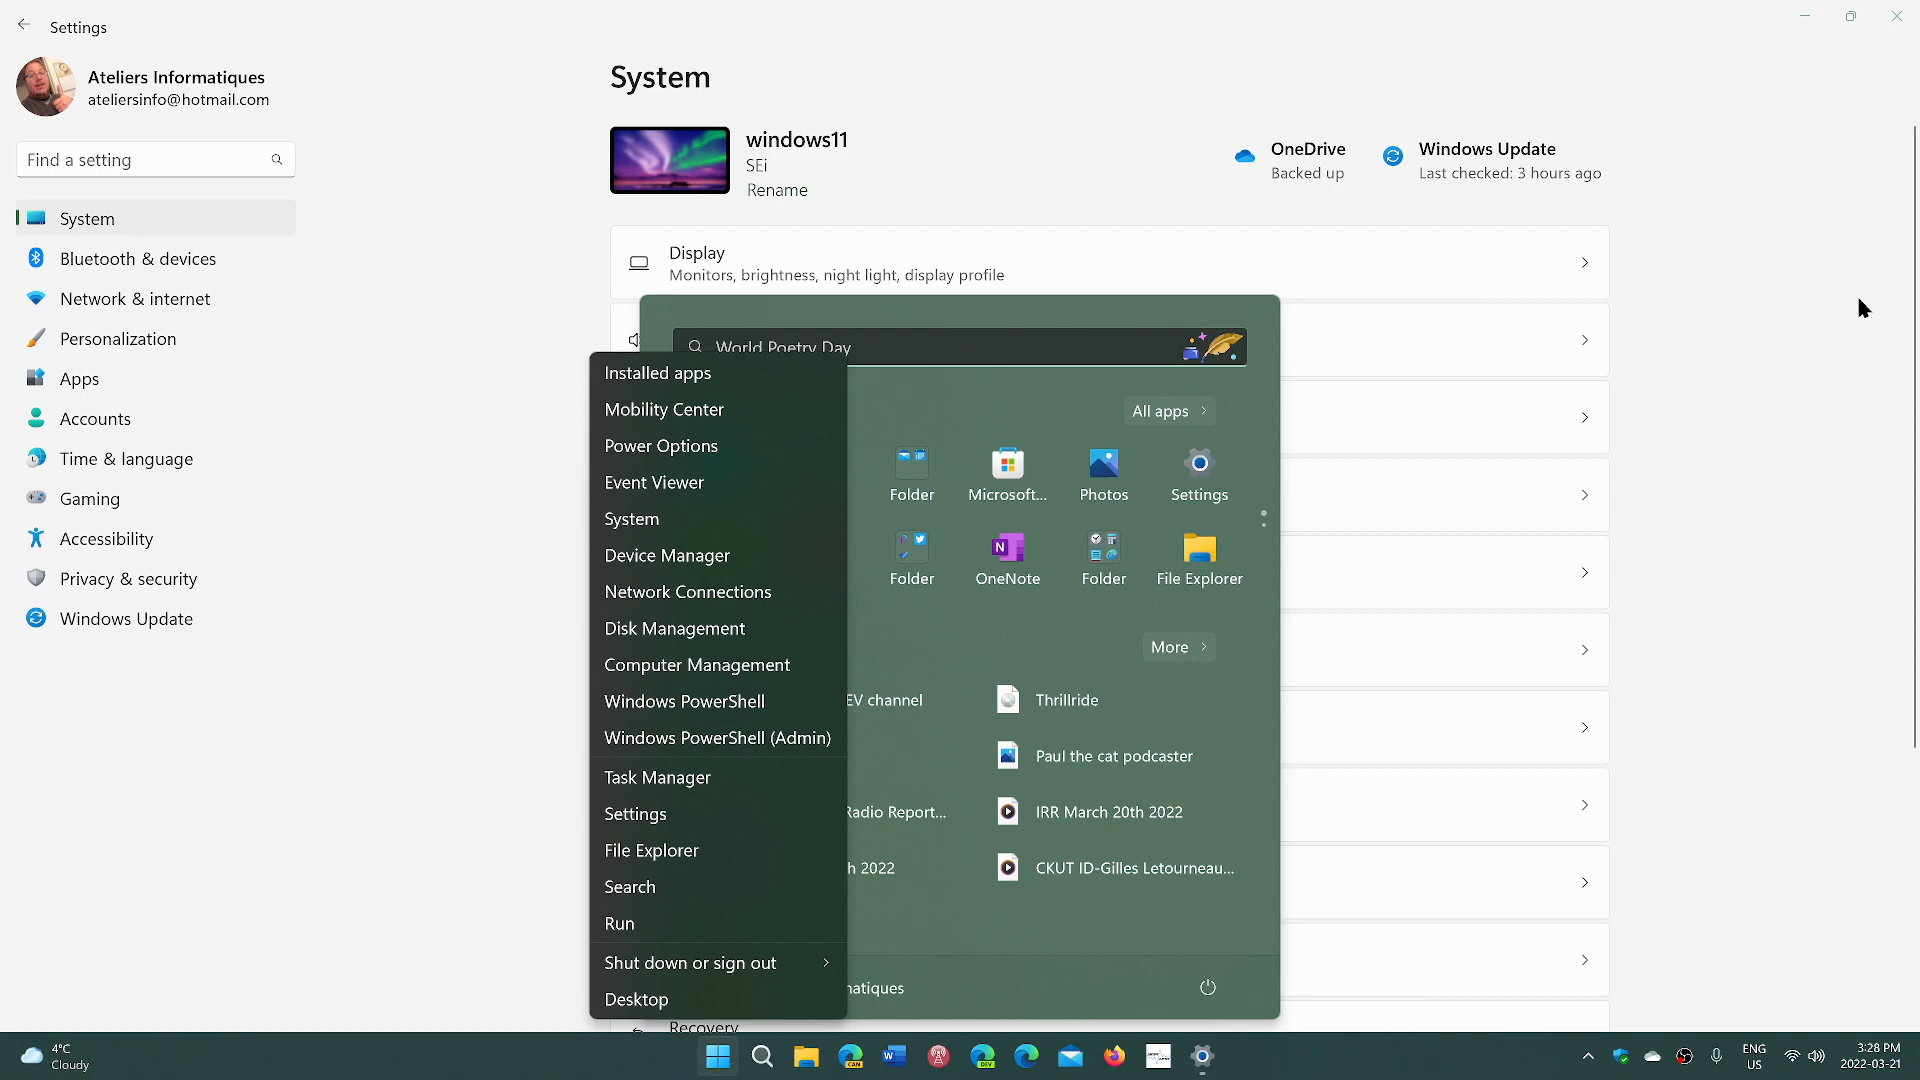 Settings
Ateliers Informatiques
ateliersinfo@hotmail.com
Find a setting
System
Bluetooth & devices
Network & internet
Personalization
Apps
Accounts
Time & language
Gaming
Accessibility
Privacy & security
Windows Update
System
windows11
SEi
Rename
OneDrive
Backed up
Windows Update
Last checked: 3 hours ago
Display
Monitors, brightness, night light, display profile
World Poetry Day
Installed apps
Mobility Center
Power Options
Event Viewer
System
Device Manager
Network Connections
Disk Management
Computer Management
Windows PowerShell
Windows PowerShell (Admin)
Task Manager
Settings
File Explorer
Search
Run
Shut down or sign out
Desktop
All apps
Folder
Microsoft...
Photos
Settings
Folder
OneNote
Folder
File Explorer
More
EV channel
Thrillride
Paul the cat podcaster
Radio Report...
IRR March 20th 2022
h 2022
CKUT ID-Gilles Letourneau...
matiques
Recovery
4°C
Cloudy
CAN
DEV
ENG
US
3:28 PM
2022-03-21